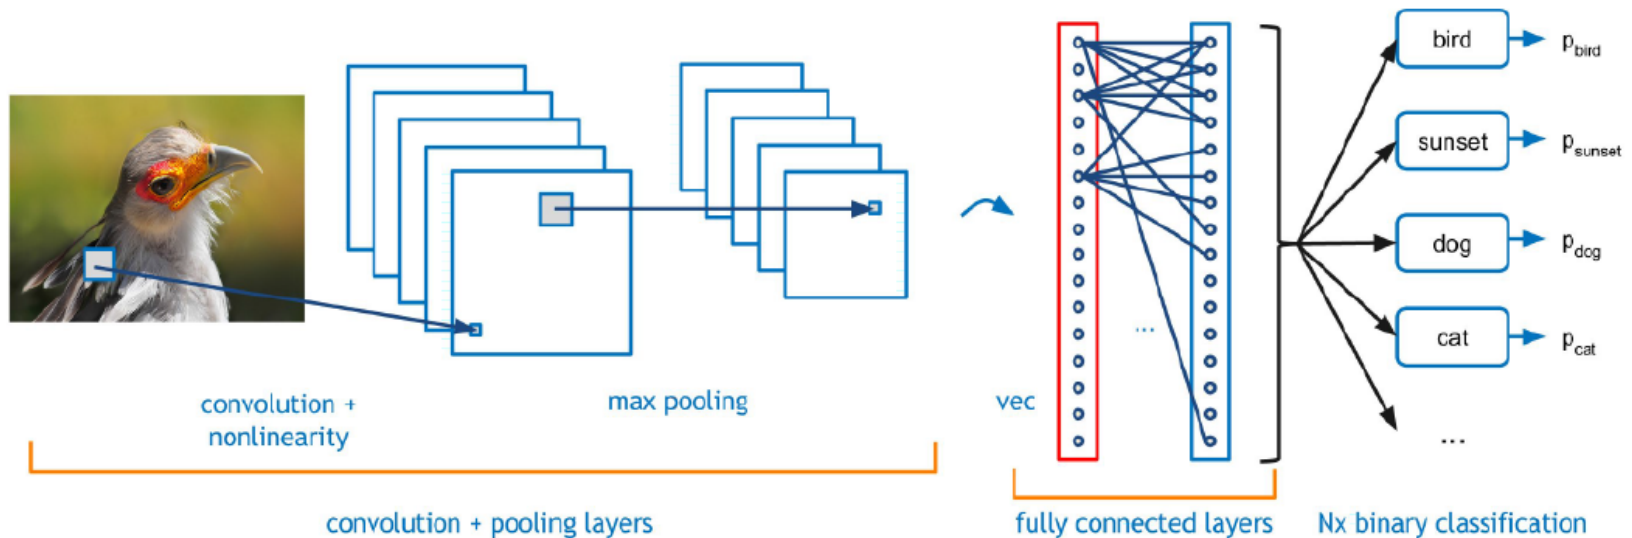 convolution +
nonlinearity
max pooling
vec
...
bird
p_bird
sunset
p_sunset
dog
p_dog
cat
p_cat
...
convolution + pooling layers
fully connected layers
Nx binary classification